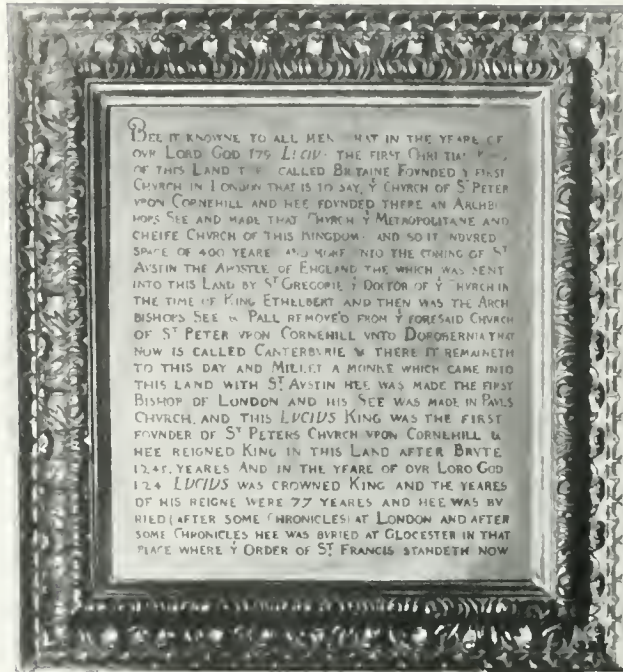 BEE IT KNOWNE TO ALL MEN THAT IN THE YEARE OF
OVR LORD GOD 179 LUCIVS THE FIRST CHRISTIAN KING
OF THIS LAND THEN CALLED BRITAINE FOVNDED Ẏ FIRST
CHVRCH IN LONDON THAT IS TO SAY, Ẏ CHVRCH OF ST PETER
VPON CORNEHILL AND HEE FOVNDED THERE AN ARCHBI
HOPS SEE AND MADE THAT CHVRCH Ẏ METROPOLITANE AND
CHEIFE CHVRCH OF THIS KINGDOM AND SO IT INDVRED
SPACE OF 400 YEARE AND MORE VNTO THE COMING OF ST
AVSTIN THE APOSTLE OF ENGLAND THE WHICH WAS SENT
INTO THIS LAND BY ST GREGORIE Ẏ DOCTOR OF Ẏ CHVRCH IN
THE TIME OF KING ETHELBERT AND THEN WAS THE ARCH
BISHOPS SEE & PALL REMOVE'D FROM Ẏ FORESAID CHVRCH
OF ST PETER VPON CORNEHILL VNTO DOROBERNIA THAT
NOW IS CALLED CANTERBVRIE & THERE IT REMAINETH
TO THIS DAY AND MILLET A MONKE WHICH CAME INTO
THIS LAND WITH ST AVSTIN HEE WAS MADE THE FIRST
BISHOP OF LONDON AND HIS SEE WAS MADE IN PAVLS
CHVRCH, AND THIS LVCIVS KING WAS THE FIRST
FOVNDER OF ST PETERS CHVRCH VPON CORNEHILL &
HEE REIGNED KING IN THIS LAND AFTER BRVTE
1245, YEARES AND IN THE YEARE OF OVR LORD GOD
124 LVCIVS WAS CROWNED KING AND THE YEARES
OF HIS REIGNE WERE 77 YEARES AND HEE WAS BV
RIED (AFTER SOME CHRONICLES) AT LONDON AND AFTER
SOME CHRONICLES HEE WAS BVRIED AT GLOCESTER IN THAT
PLACE WHERE Ẏ ORDER OF ST FRANCIS STANDETH NOW